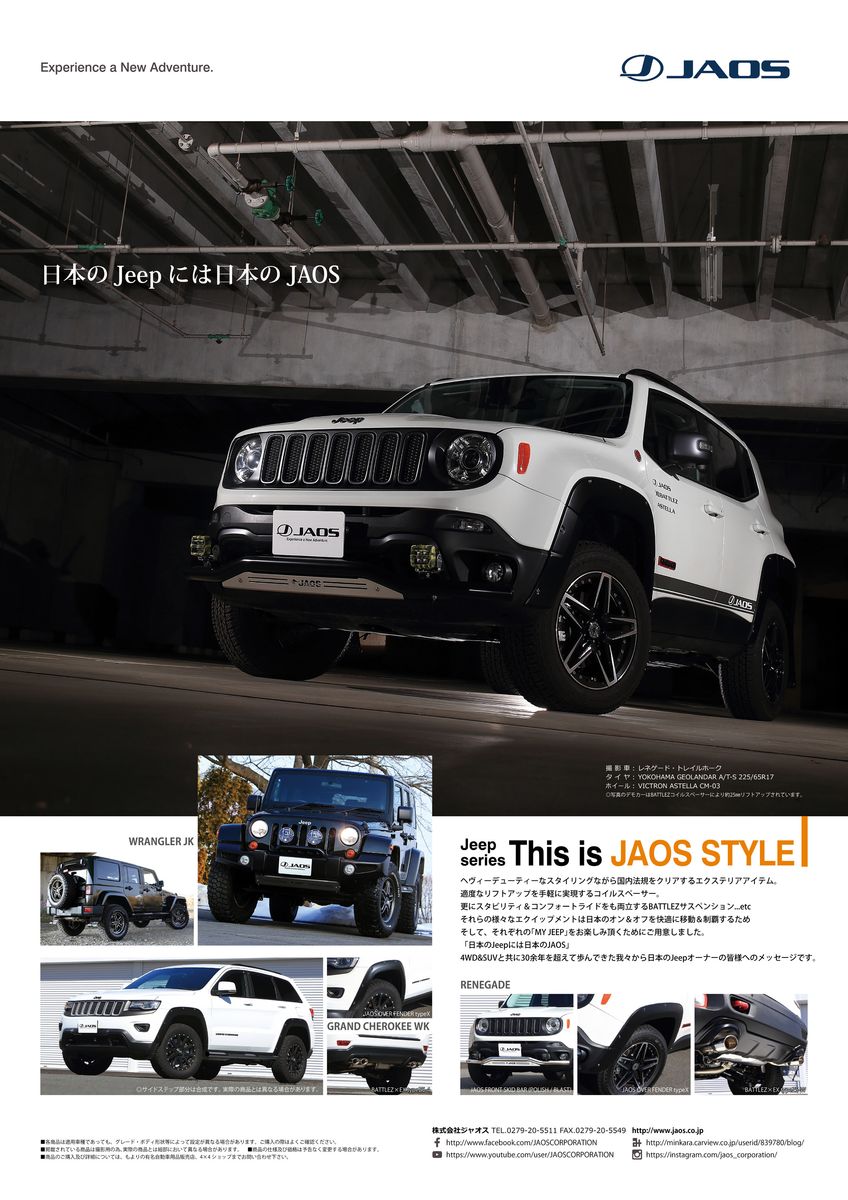 Experience a New Adventure.
JAOS
日本の Jeep には日本の JAOS
Jeep
JAOS
Experience a New Adventure.
JAOS
JAOS
BATTLEZ
ASTELLA
JAOS
撮 影 車 : レネゲード・トレイルホーク
タ イ ヤ : YOKOHAMA GEOLANDAR A/T-S 225/65R17
ホイール : VICTRON ASTELLA CM-03
◎写真のデモカーはBATTLEZコイルスペーサーにより約25㎜リフトアップされています。
WRANGLER JK
Jeep
JAOS
Jeep series This is JAOS STYLE
ヘヴィーデューティーなスタイリングながら国内法規をクリアするエクステリアアイテム。
適度なリフトアップを手軽に実現するコイルスペーサー。
更にスタビリティ＆コンフォートライドをも両立するBATTLEZサスペンション...etc
それらの様々なエクイップメントは日本のオン＆オフを快適に移動＆制覇するため
そして、それぞれの｢MY JEEP｣をお楽しみ頂くためにご用意しました。
「日本のJeepには日本のJAOS」
4WD&SUVと共に30余年を超えて歩んできた我々から日本のJeepオーナーの皆様へのメッセージです。
JAOS
◎サイドステップ部分は合成です。実際の商品とは異なる場合があります。
JAOS OVER FENDER typeX
GRAND CHEROKEE WK
RENEGADE
JAOS
JAOS FRONT SKID BAR (POLISH / BLAST)
JAOS OVER FENDER typeX
■各商品は適用車種であっても、グレード・ボディ形状等によって設定が異なる場合があります。ご購入の際はよくご確認ください。
■掲載されている商品は撮影用の為、実際の商品とは細部において異なる場合があります。 ■商品の仕様及び価格は予告なく変更する場合があります。
■商品のご購入及び詳細については、もよりの有名自動車用品販売店、4×4ショップまでお問い合わせ下さい。
株式会社ジャオス TEL.0279-20-5511 FAX.0279-20-5549 http://www.jaos.co.jp
http://www.facebook.com/JAOSCORPORATION
http://minkara.carview.co.jp/userid/839780/blog/
https://www.youtube.com/user/JAOSCORPORATION
https://instagram.com/jaos_corporation/